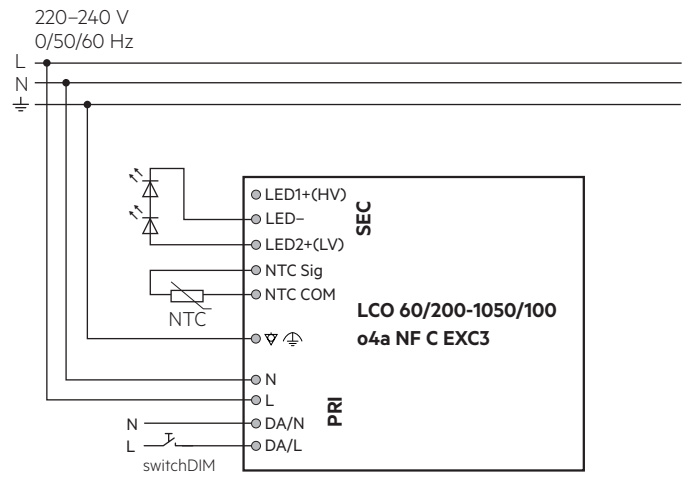 220–240 V
0/50/60 Hz
L
N
LED1+(HV)
LED–
LED2+(LV)
SEC
NTC Sig
NTC COM
NTC
LCO 60/200-1050/100
o4a NF C EXC3
N
L
PRI
N
DA/N
L
DA/L
switchDIM